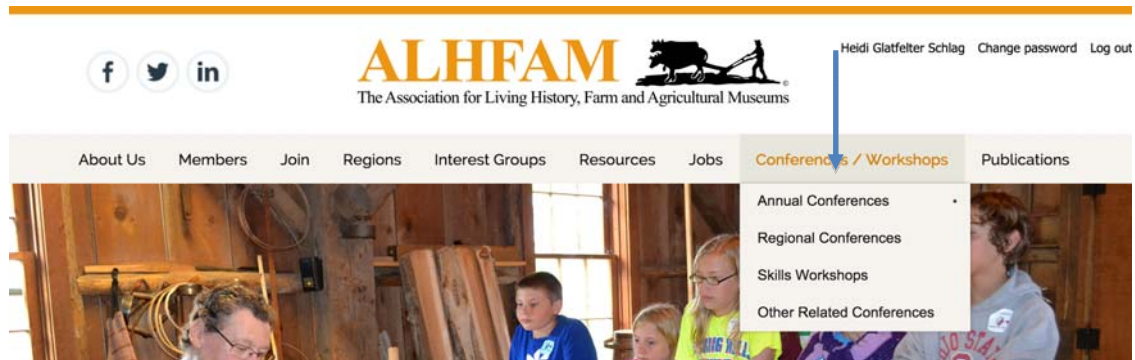 f in
ALHFAM
The Association for Living History, Farm and Agricultural Museums
Heidi Glatfelter Schlag Change password Log out
About Us Members Join Regions Interest Groups Resources Jobs Conferences / Workshops Publications
Annual Conferences
Regional Conferences
Skills Workshops
Other Related Conferences